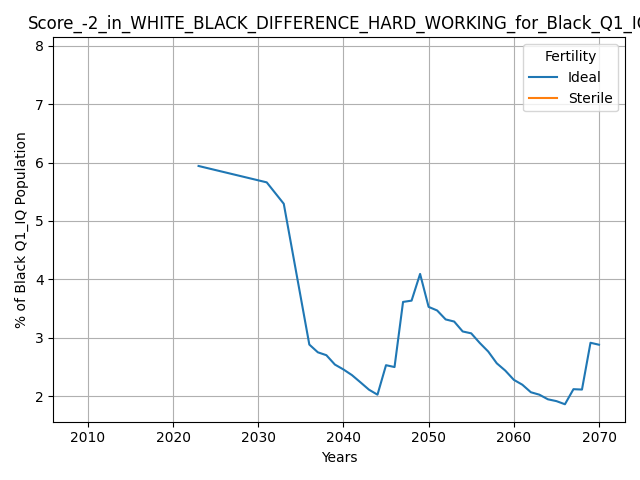 Score_-2_in_WHITE_BLACK_DIFFERENCE_HARD_WORKING_for_Black_Q1_IQ
Fertility
Ideal
Sterile
% of Black Q1_IQ Population
8
7
6
5
4
3
2
2010 2020 2030 2040 2050 2060 2070
Years